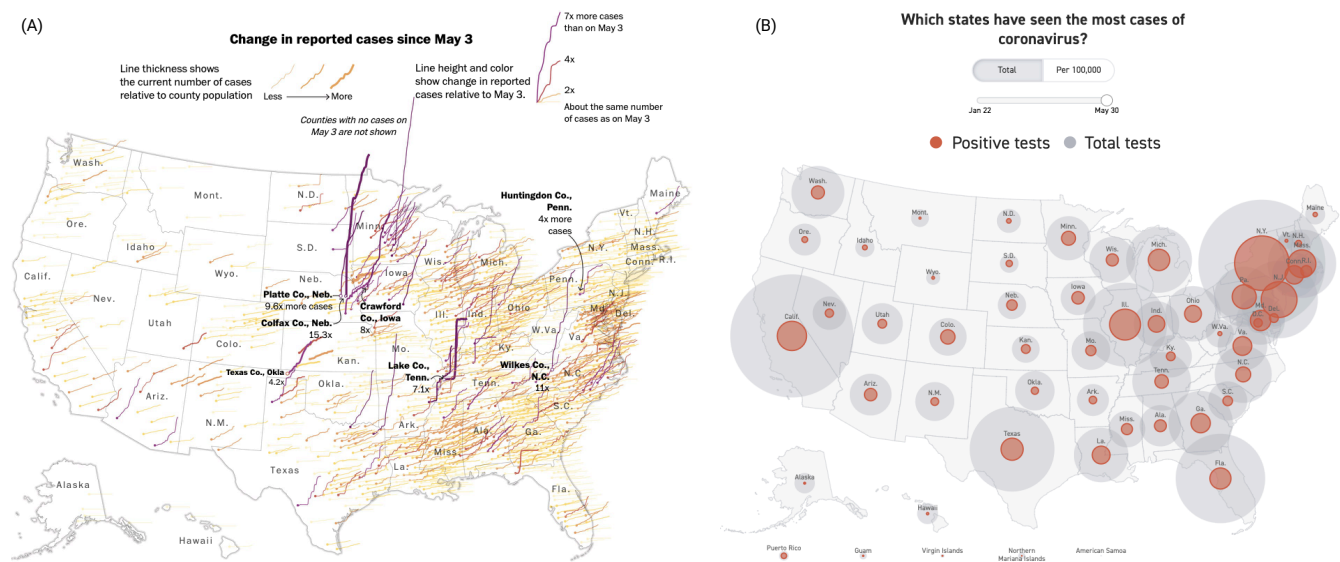 (A)
Change in reported cases since May 3
Line thickness shows
the current number of cases
relative to county population
Less
More
Line height and color
show change in reported
cases relative to May 3.
7x more cases
than on May 3
4x
2x
About the same number
of cases as on May 3
Counties with no cases on
May 3 are not shown
Huntingdon Co.,
Penn.
4x more
cases
Platte Co., Neb.
9.6x more cases
Colfax Co., Neb.
15.3x
Crawford
Co., Iowa
8x
Texas Co., Okla
4.2x
Lake Co.,
Tenn.
7.1x
Wilkes Co.,
N.C.
11x
Wash.
Mont.
N.D.
Minn.
Maine
Ore.
Idaho
S.D.
Wis.
Mich.
Vt.
N.H.
N.Y.
Mass.
Conn.
R.I.
Calif.
Nev.
Wyo.
Neb.
Iowa
Penn.
N.J.
Utah
Colo.
Ill.
Ind.
Ohio
Md.
Del.
W.Va.
Va.
Kan.
Mo.
Ky.
Ariz.
N.M.
Okla.
Ark.
Tenn.
N.C.
S.C.
Texas
La.
Miss.
Ala.
Ga.
Fla.
Alaska
Hawaii
(B)
Which states have seen the most cases of
coronavirus?
Total
Per 100,000
Jan 22
May 30
Positive tests
Total tests
Wash.
Mont.
N.D.
Minn.
Maine
Ore.
Idaho
S.D.
Wis.
Mich.
N.Y.
Vt.
N.H.
Mass.
Conn.
R.I.
Wyo.
Calif.
Nev.
Utah
Colo.
Neb.
Iowa
Ill.
Ind.
Ohio
N.J.
Md.
Del.
D.C.
W.Va.
Va.
Kan.
Mo.
Ky.
N.C.
Ariz.
N.M.
Okla.
Ark.
Tenn.
S.C.
Texas
La.
Miss.
Ala.
Ga.
Fla.
Alaska
Hawaii
Puerto Rico
Guam
Virgin Islands
Northern
Mariana Islands
American Samoa